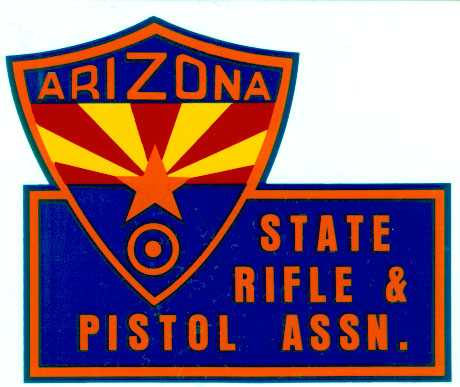 ARIZONA
STATE
RIFLE &
PISTOL ASSN.